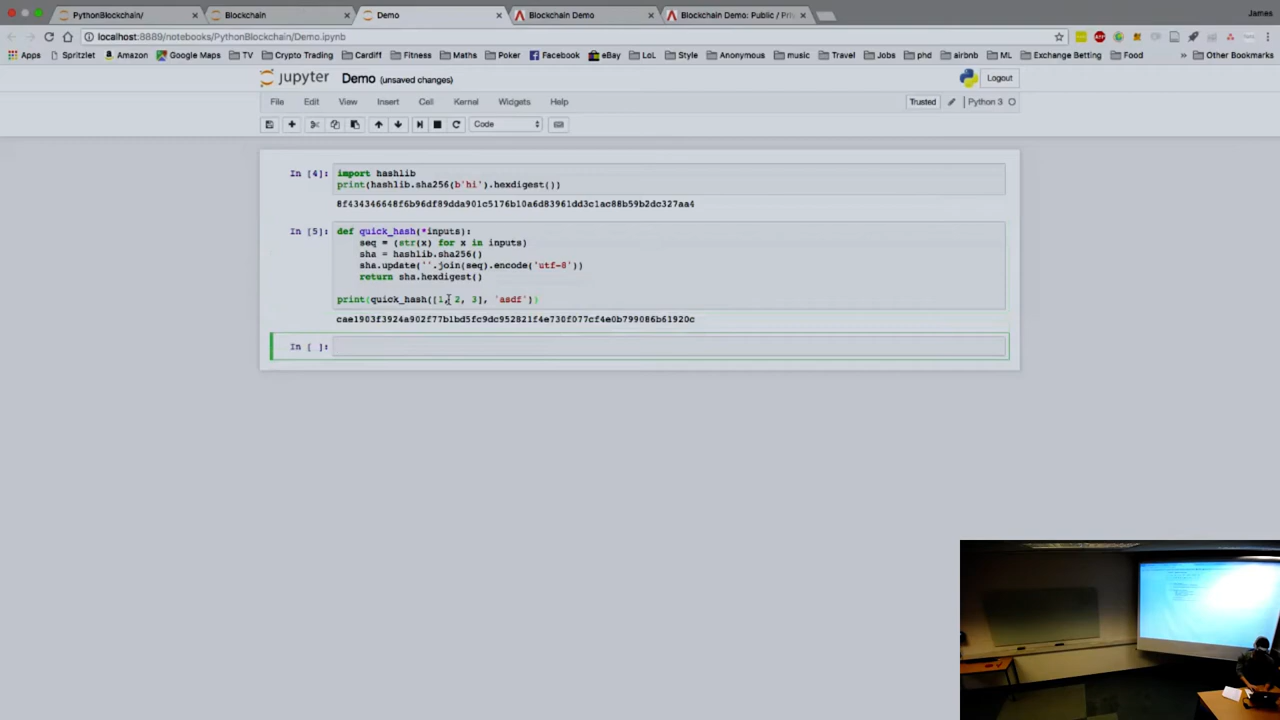 PythonBlockchain/
Blockchain
Demo
Blockchain Demo
Blockchain Demo: Public / Priv
James
localhost:8889/notebooks/PythonBlockchain/Demo.ipynb
Apps
Spritzlet
Amazon
Google Maps
TV
Crypto Trading
Cardiff
Fitness
Maths
Poker
Facebook
eBay
LoL
Style
Anonymous
music
Travel
Jobs
phd
airbnb
ML
Exchange Betting
Food
Other Bookmarks
jupyter Demo (unsaved changes)
Logout
File Edit View Insert Cell Kernel Widgets Help
Trusted
Python 3
Code
In [4]:
import hashlib
print(hashlib.sha256(b'hi').hexdigest())
8f434346648f6b96df89dda901c5176b10a6d83961dd3c1ac88b59b2dc327aa4
In [5]:
def quick_hash(*inputs):
seq = (str(x) for x in inputs)
sha = hashlib.sha256()
sha.update(''.join(seq).encode('utf-8'))
return sha.hexdigest()
print(quick_hash([1, 2, 3], 'asdf'))
cae1903f3924a902f77b1bd5fc9dc952821f4e730f077cf4e0b799086b61920c
In [ ]: